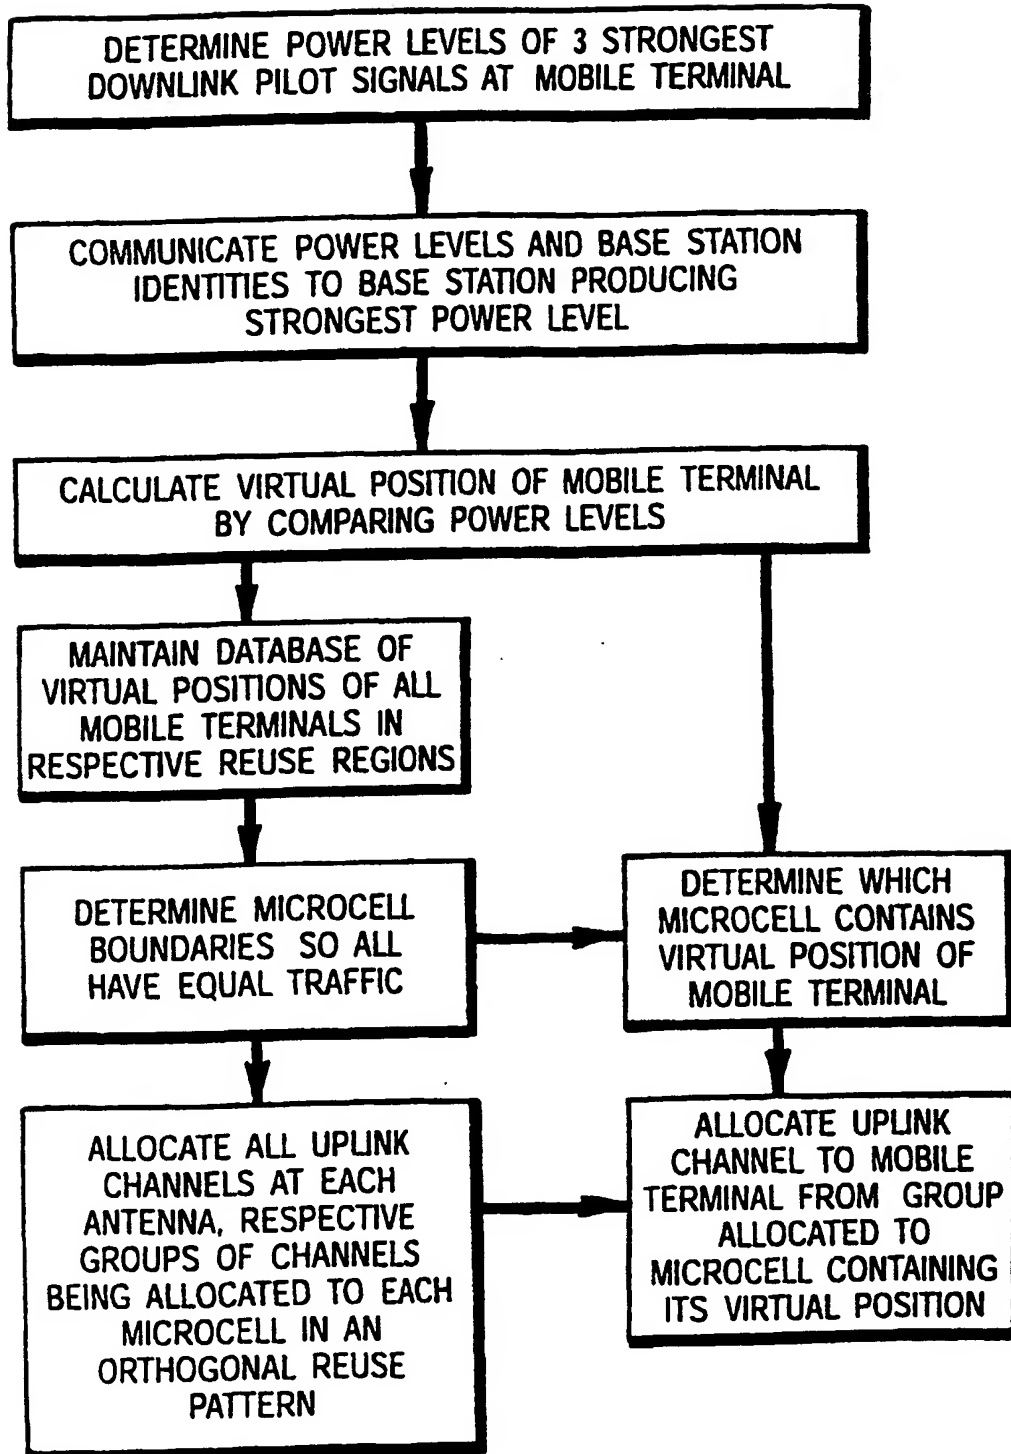 DETERMINE POWER LEVELS OF 3 STRONGEST
DOWNLINK PILOT SIGNALS AT MOBILE TERMINAL
COMMUNICATE POWER LEVELS AND BASE STATION
IDENTITIES TO BASE STATION PRODUCING
STRONGEST POWER LEVEL
CALCULATE VIRTUAL POSITION OF MOBILE TERMINAL
BY COMPARING POWER LEVELS
MAINTAIN DATABASE OF
VIRTUAL POSITIONS OF ALL
MOBILE TERMINALS IN
RESPECTIVE REUSE REGIONS
DETERMINE MICROCELL
BOUNDARIES SO ALL
HAVE EQUAL TRAFFIC
DETERMINE WHICH
MICROCELL CONTAINS
VIRTUAL POSITION OF
MOBILE TERMINAL
ALLOCATE ALL UPLINK
CHANNELS AT EACH
ANTENNA, RESPECTIVE
GROUPS OF CHANNELS
BEING ALLOCATED TO EACH
MICROCELL IN AN
ORTHOGONAL REUSE
PATTERN
ALLOCATE UPLINK
CHANNEL TO MOBILE
TERMINAL FROM GROUP
ALLOCATED TO
MICROCELL CONTAINING
ITS VIRTUAL POSITION